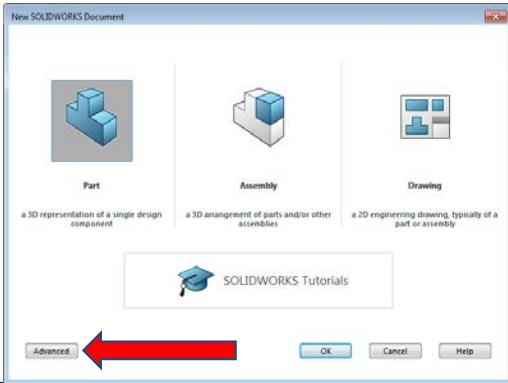 New SOLIDWORKS Document
Part
Assembly
Drawing
a 3D representation of a single design
component
a 3D arrangement of parts and/or other
assemblies
a 2D engineering drawing, typically of a
part or assembly
SOLIDWORKS Tutorials
Advanced
OK
Cancel
Help